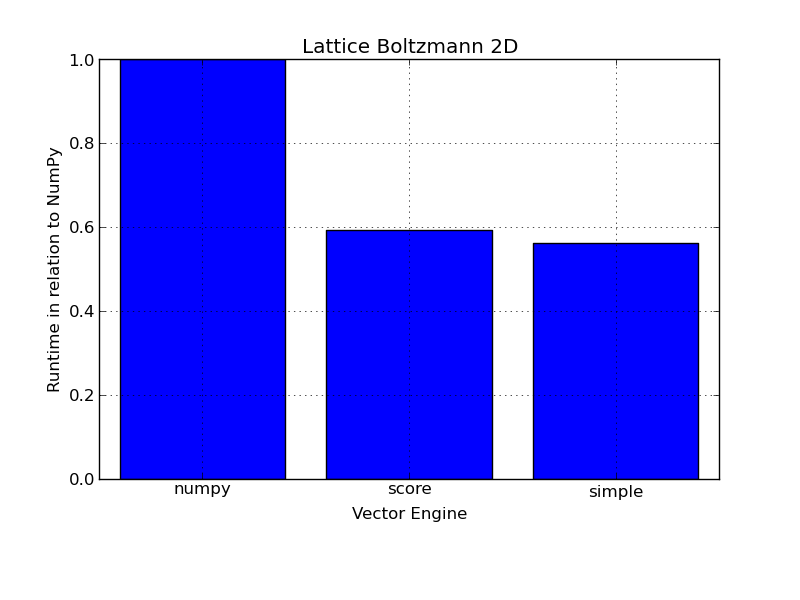 Lattice Boltzmann 2D
Runtime in relation to NumPy
1.0
0.8
0.6
0.4
0.2
0.0
numpy score simple
Vector Engine